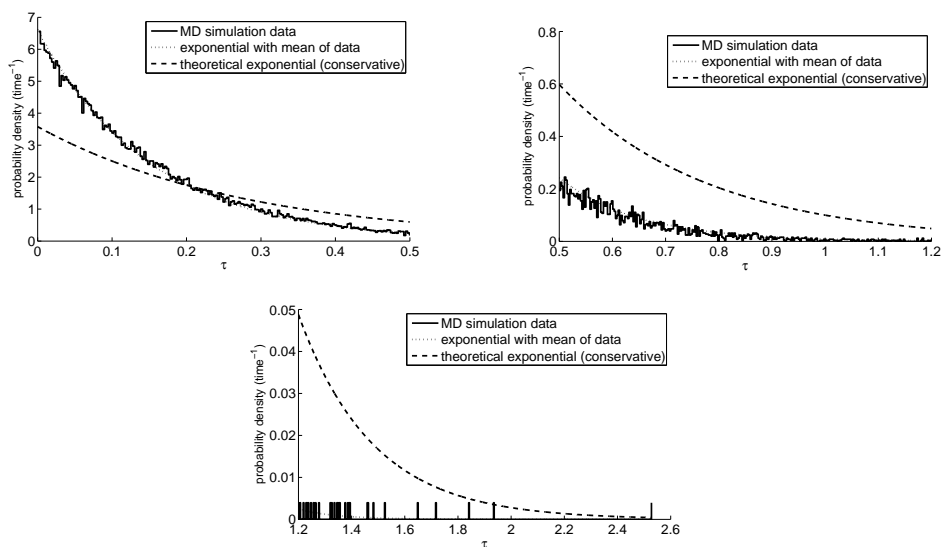 MD simulation data
exponential with mean of data
theoretical exponential (conservative)
probability density (time⁻¹)
7
6
5
4
3
2
1
0
0 0.1 0.2 0.3 0.4 0.5
τ
MD simulation data
exponential with mean of data
theoretical exponential (conservative)
probability density (time⁻¹)
0.8
0.6
0.4
0.2
0
0.5 0.6 0.7 0.8 0.9 1 1.1 1.2
τ
MD simulation data
exponential with mean of data
theoretical exponential (conservative)
probability density (time⁻¹)
0.05
0.04
0.03
0.02
0.01
0
1.2 1.4 1.6 1.8 2 2.2 2.4 2.6
τ